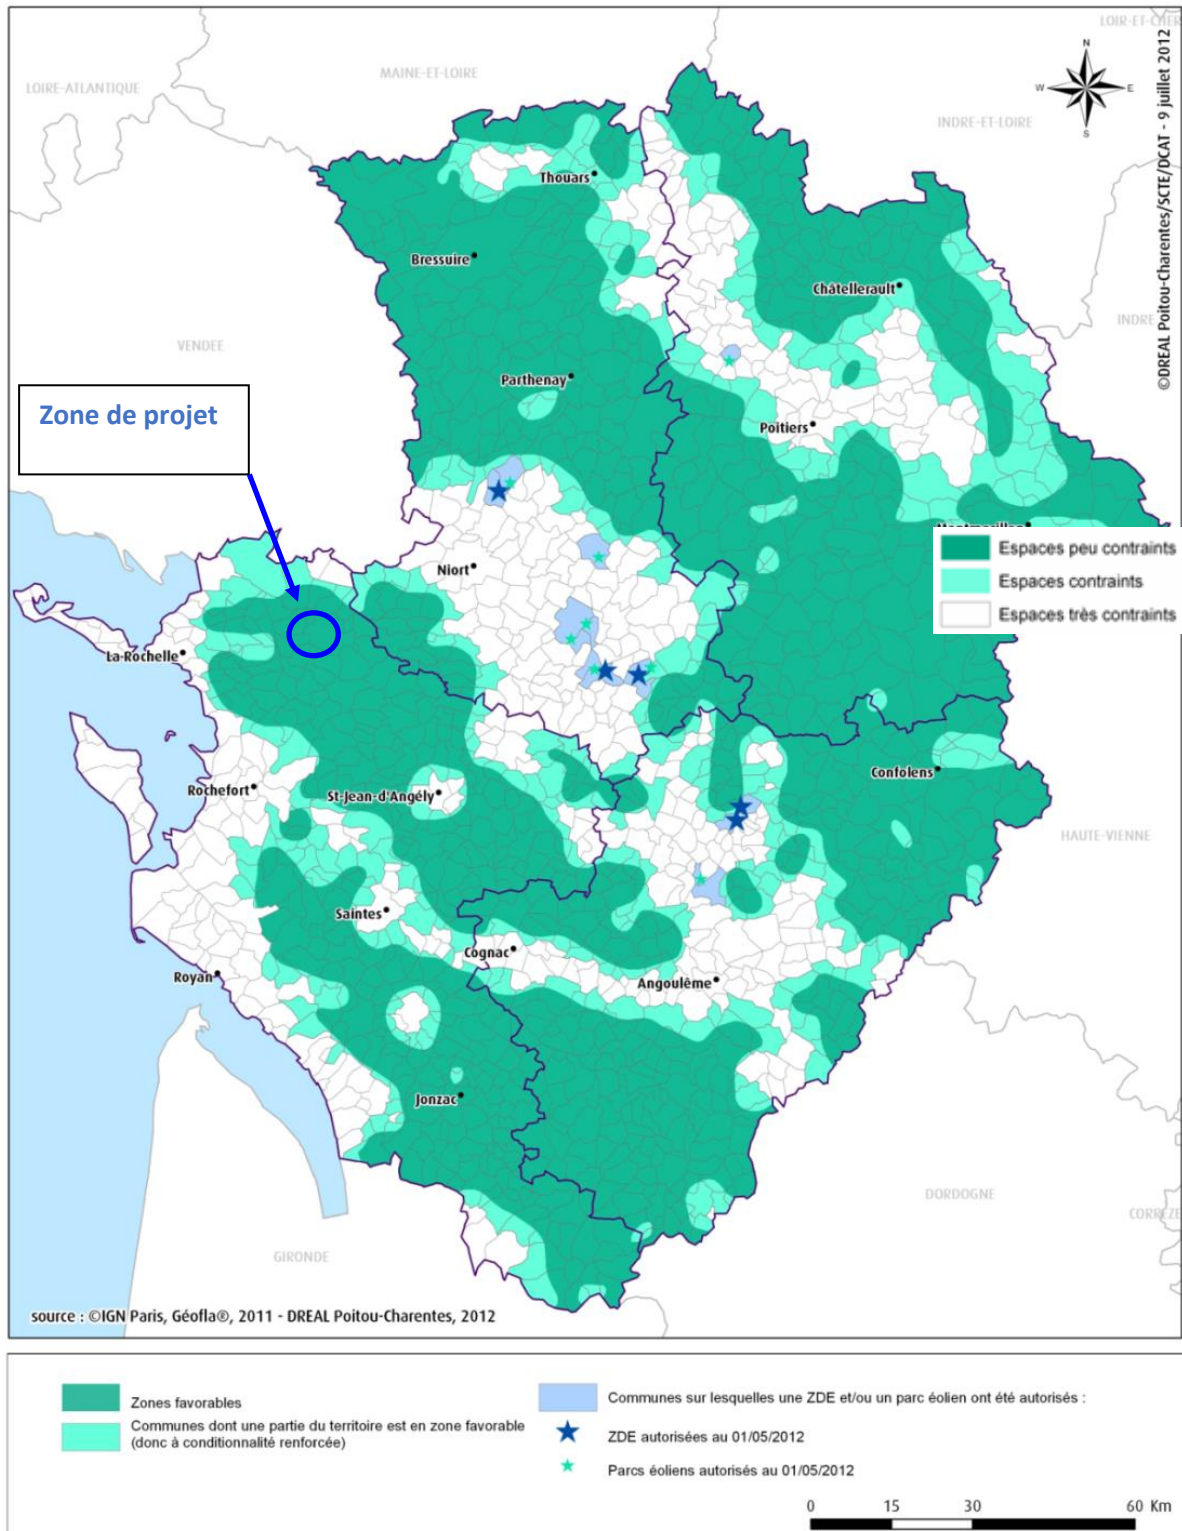 LOIR-ET-CHER
MAINE-ET-LOIRE
LOIRE-ATLANTIQUE
N
W
E
S
INDRE-ET-LOIRE
©DREAL Poitou-Charentes/SCTE/DCAT - 9 juillet 2012
Thouars
Bressuire
Châtellerault
INDRE
VENDEE
Parthenay
Zone de projet
Poitiers
Montmorillon
Espaces peu contraints
Espaces contraints
Espaces très contraints
Niort
La-Rochelle
Rochefort
St-Jean-d'Angély
Confolens
HAUTE-VIENNE
Saintes
Cognac
Royan
Angoulême
Jonzac
DORDOGNE
CORREZE
GIRONDE
source : ©IGN Paris, Géofla®, 2011 - DREAL Poitou-Charentes, 2012
Zones favorables
Communes dont une partie du territoire est en zone favorable
(donc à conditionnalité renforcée)
Communes sur lesquelles une ZDE et/ou un parc éolien ont été autorisés :
ZDE autorisées au 01/05/2012
Parcs éoliens autorisés au 01/05/2012
0 15 30 60 Km